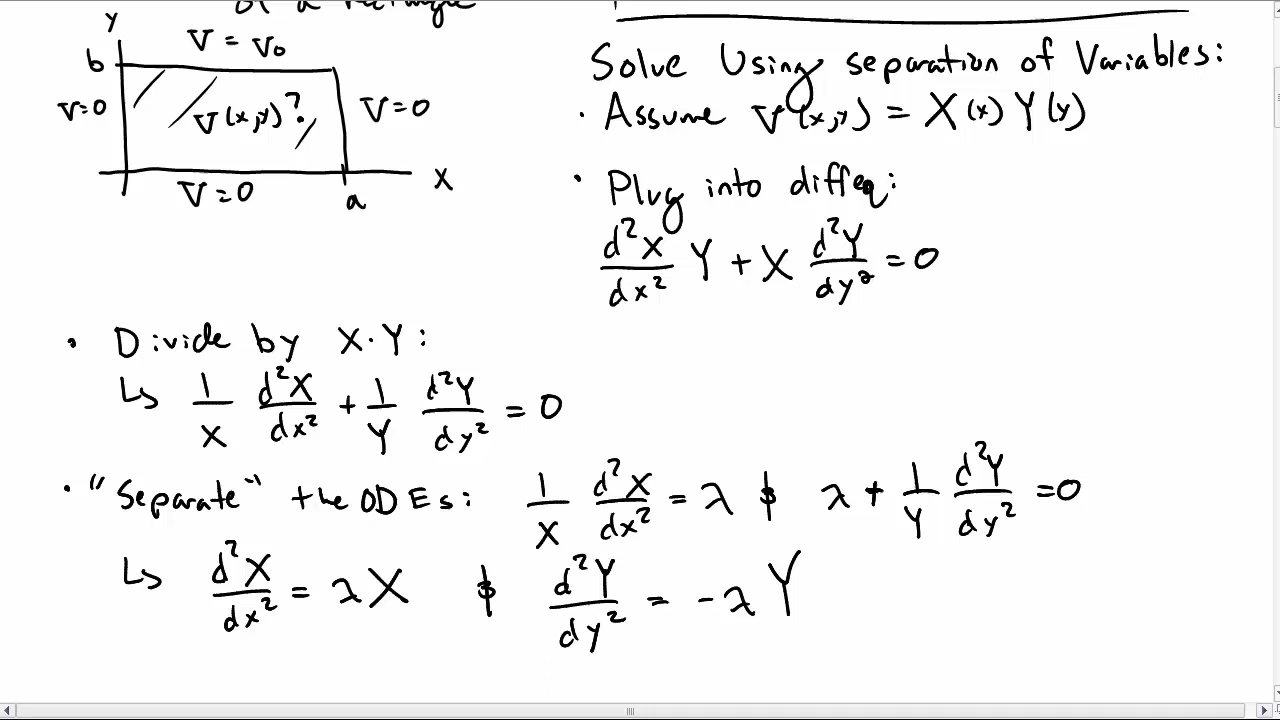 of a rectangle
y
V = V₀
b
V=0
V(x,y)?
V=0
V=0
x
a
Solve Using separation of Variables:
· Assume V(x,y) = X(x) Y(y)
· Plug into diffeq:
d²X/dx² Y + X d²Y/dy² = 0
· Divide by X·Y:
↳ 1/X d²X/dx² + 1/Y d²Y/dy² = 0
· "Separate" the ODEs: 1/X d²X/dx² = λ & λ + 1/Y d²Y/dy² = 0
↳ d²X/dx² = λX & d²Y/dy² = -λY